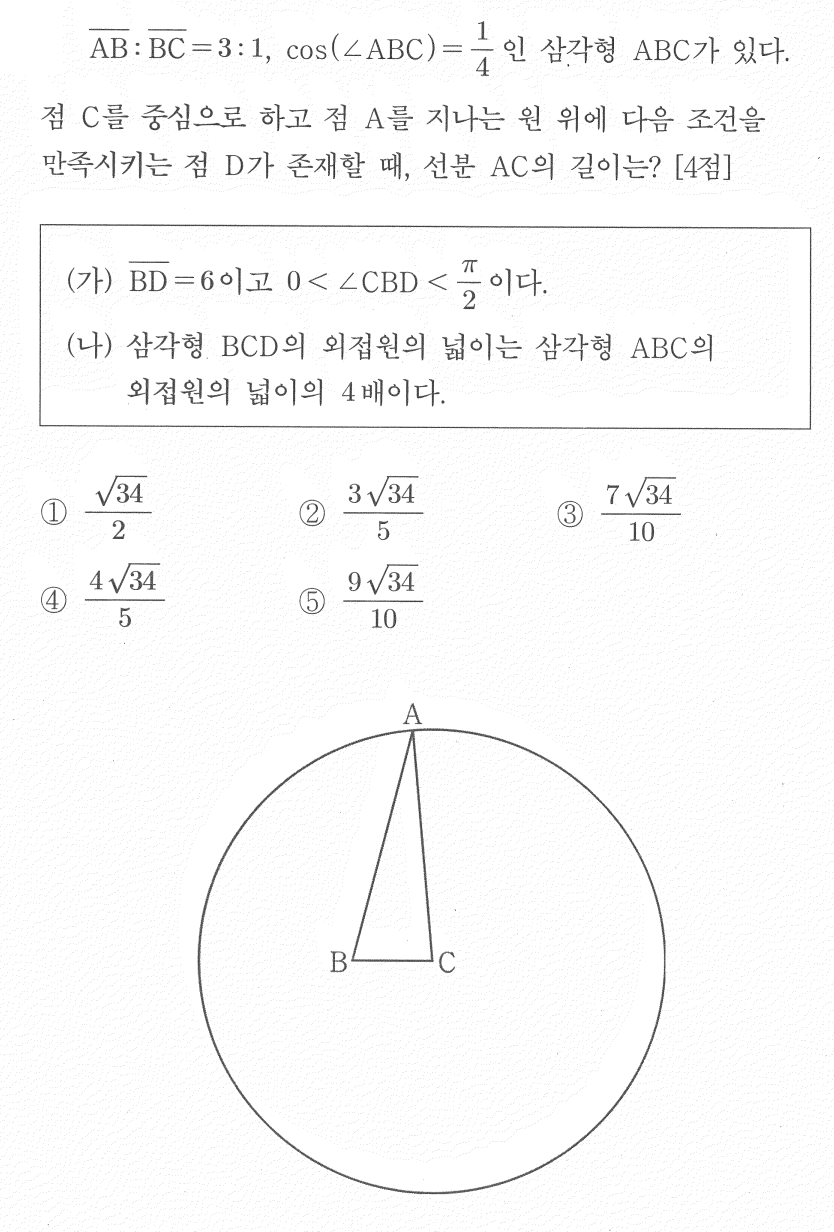 $\overline{AB}:\overline{BC}=3:1$, $\cos(\angle ABC)=\frac{1}{4}$인 삼각형 ABC가 있다.
점 C를 중심으로 하고 점 A를 지나는 원 위에 다음 조건을
만족시키는 점 D가 존재할 때, 선분 AC의 길이는? [4점]
(가) $\overline{BD}=6$이고 $0<\angle CBD<\frac{\pi}{2}$이다.
(나) 삼각형 BCD의 외접원의 넓이는 삼각형 ABC의
외접원의 넓이의 4배이다.
① $\frac{\sqrt{34}}{2}$ ② $\frac{3\sqrt{34}}{5}$ ③ $\frac{7\sqrt{34}}{10}$
④ $\frac{4\sqrt{34}}{5}$ ⑤ $\frac{9\sqrt{34}}{10}$
A
B C